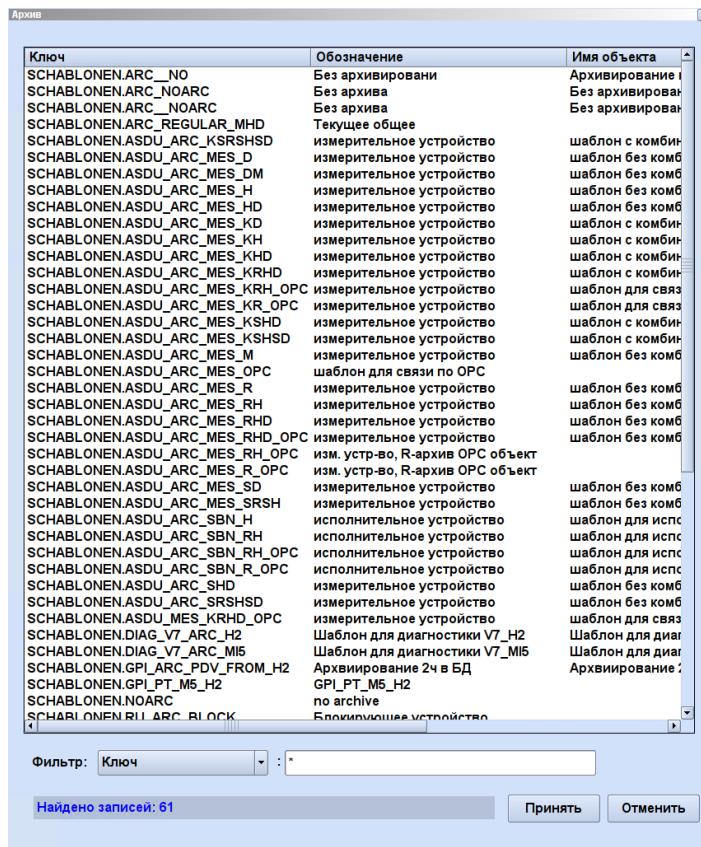 Архив
Ключ Обозначение Имя объекта
SCHABLONEN.ARC__NO Без архивировани Архивирование
SCHABLONEN.ARC_NOARC Без архива Без архивирован
SCHABLONEN.ARC__NOARC Без архива Без архивирован
SCHABLONEN.ARC_REGULAR_MHD Текущее общее
SCHABLONEN.ASDU_ARC_KSRSHSD измерительное устройство шаблон с комбин
SCHABLONEN.ASDU_ARC_MES_D измерительное устройство шаблон без комб
SCHABLONEN.ASDU_ARC_MES_DM измерительное устройство шаблон без комб
SCHABLONEN.ASDU_ARC_MES_H измерительное устройство шаблон без комб
SCHABLONEN.ASDU_ARC_MES_HD измерительное устройство шаблон без комб
SCHABLONEN.ASDU_ARC_MES_KD измерительное устройство шаблон с комбин
SCHABLONEN.ASDU_ARC_MES_KH измерительное устройство шаблон с комбин
SCHABLONEN.ASDU_ARC_MES_KHD измерительное устройство шаблон с комбин
SCHABLONEN.ASDU_ARC_MES_KRHD измерительное устройство шаблон с комбин
SCHABLONEN.ASDU_ARC_MES_KRH_OPC измерительное устройство шаблон для связ
SCHABLONEN.ASDU_ARC_MES_KR_OPC измерительное устройство шаблон для связ
SCHABLONEN.ASDU_ARC_MES_KSHD измерительное устройство шаблон с комбин
SCHABLONEN.ASDU_ARC_MES_KSHSD измерительное устройство шаблон с комбин
SCHABLONEN.ASDU_ARC_MES_M измерительное устройство шаблон без комб
SCHABLONEN.ASDU_ARC_MES_OPC шаблон для связи по OPC
SCHABLONEN.ASDU_ARC_MES_R измерительное устройство шаблон без комб
SCHABLONEN.ASDU_ARC_MES_RH измерительное устройство шаблон без комб
SCHABLONEN.ASDU_ARC_MES_RHD измерительное устройство шаблон без комб
SCHABLONEN.ASDU_ARC_MES_RHD_OPC измерительное устройство шаблон без комб
SCHABLONEN.ASDU_ARC_MES_RH_OPC изм. устр-во, R-архив OPC объект
SCHABLONEN.ASDU_ARC_MES_R_OPC изм. устр-во, R-архив OPC объект
SCHABLONEN.ASDU_ARC_MES_SD измерительное устройство шаблон без комб
SCHABLONEN.ASDU_ARC_MES_SRSH измерительное устройство шаблон без комб
SCHABLONEN.ASDU_ARC_SBN_H исполнительное устройство шаблон для испо
SCHABLONEN.ASDU_ARC_SBN_RH исполнительное устройство шаблон для испо
SCHABLONEN.ASDU_ARC_SBN_RH_OPC исполнительное устройство шаблон для испо
SCHABLONEN.ASDU_ARC_SBN_R_OPC исполнительное устройство шаблон для испо
SCHABLONEN.ASDU_ARC_SHD измерительное устройство шаблон без комб
SCHABLONEN.ASDU_ARC_SRSHSD измерительное устройство шаблон без комб
SCHABLONEN.ASDU_MES_KRHD_OPC измерительное устройство шаблон для связ
SCHABLONEN.DIAG_V7_ARC_H2 Шаблон для диагностики V7_H2 Шаблон для диаг
SCHABLONEN.DIAG_V7_ARC_MI5 Шаблон для диагностики V7_MI5 Шаблон для диаг
SCHABLONEN.GPI_ARC_PDV_FROM_H2 Архвиирование 2ч в БД Архвиирование 2
SCHABLONEN.GPI_PT_M5_H2 GPI_PT_M5_H2
SCHABLONEN.NOARC no archive
SCHABLONEN.RU_ARC_BLOCK Блокирующее устройство
Фильтр: Ключ : *
Найдено записей: 61 Принять Отменить